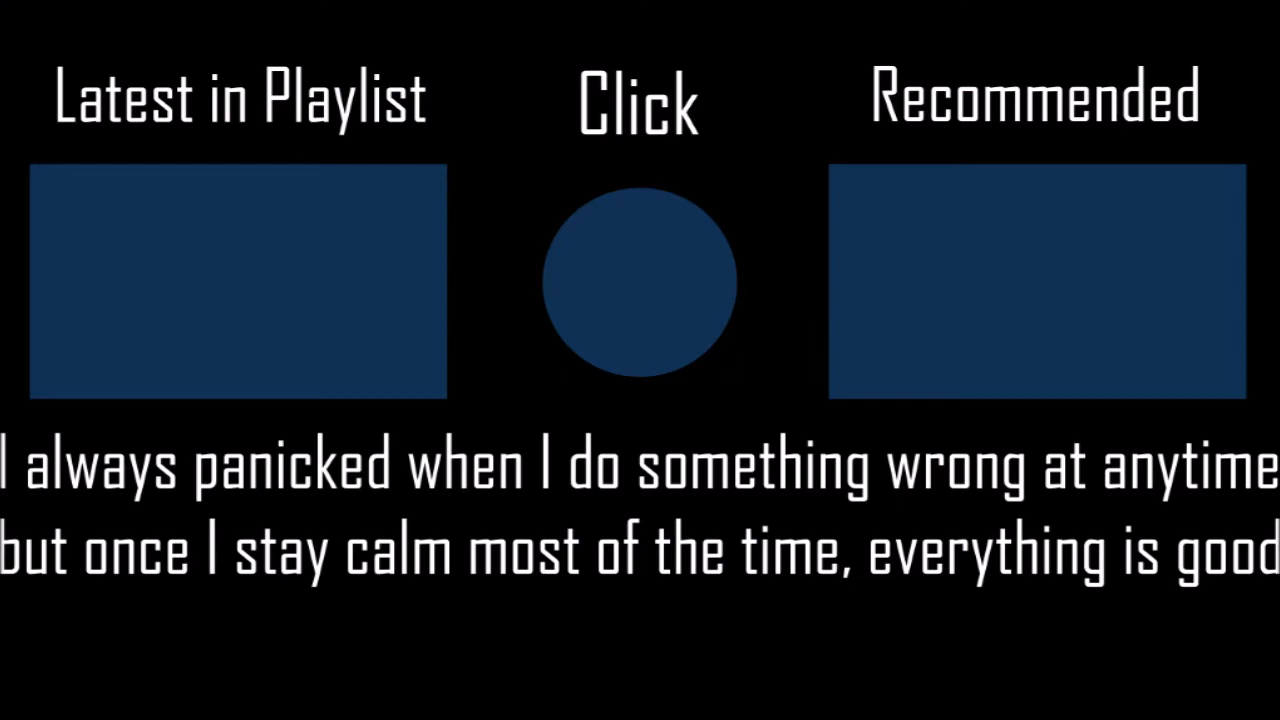 Latest in Playlist
Click
Recommended
I always panicked when I do something wrong at anytime
but once I stay calm most of the time, everything is good